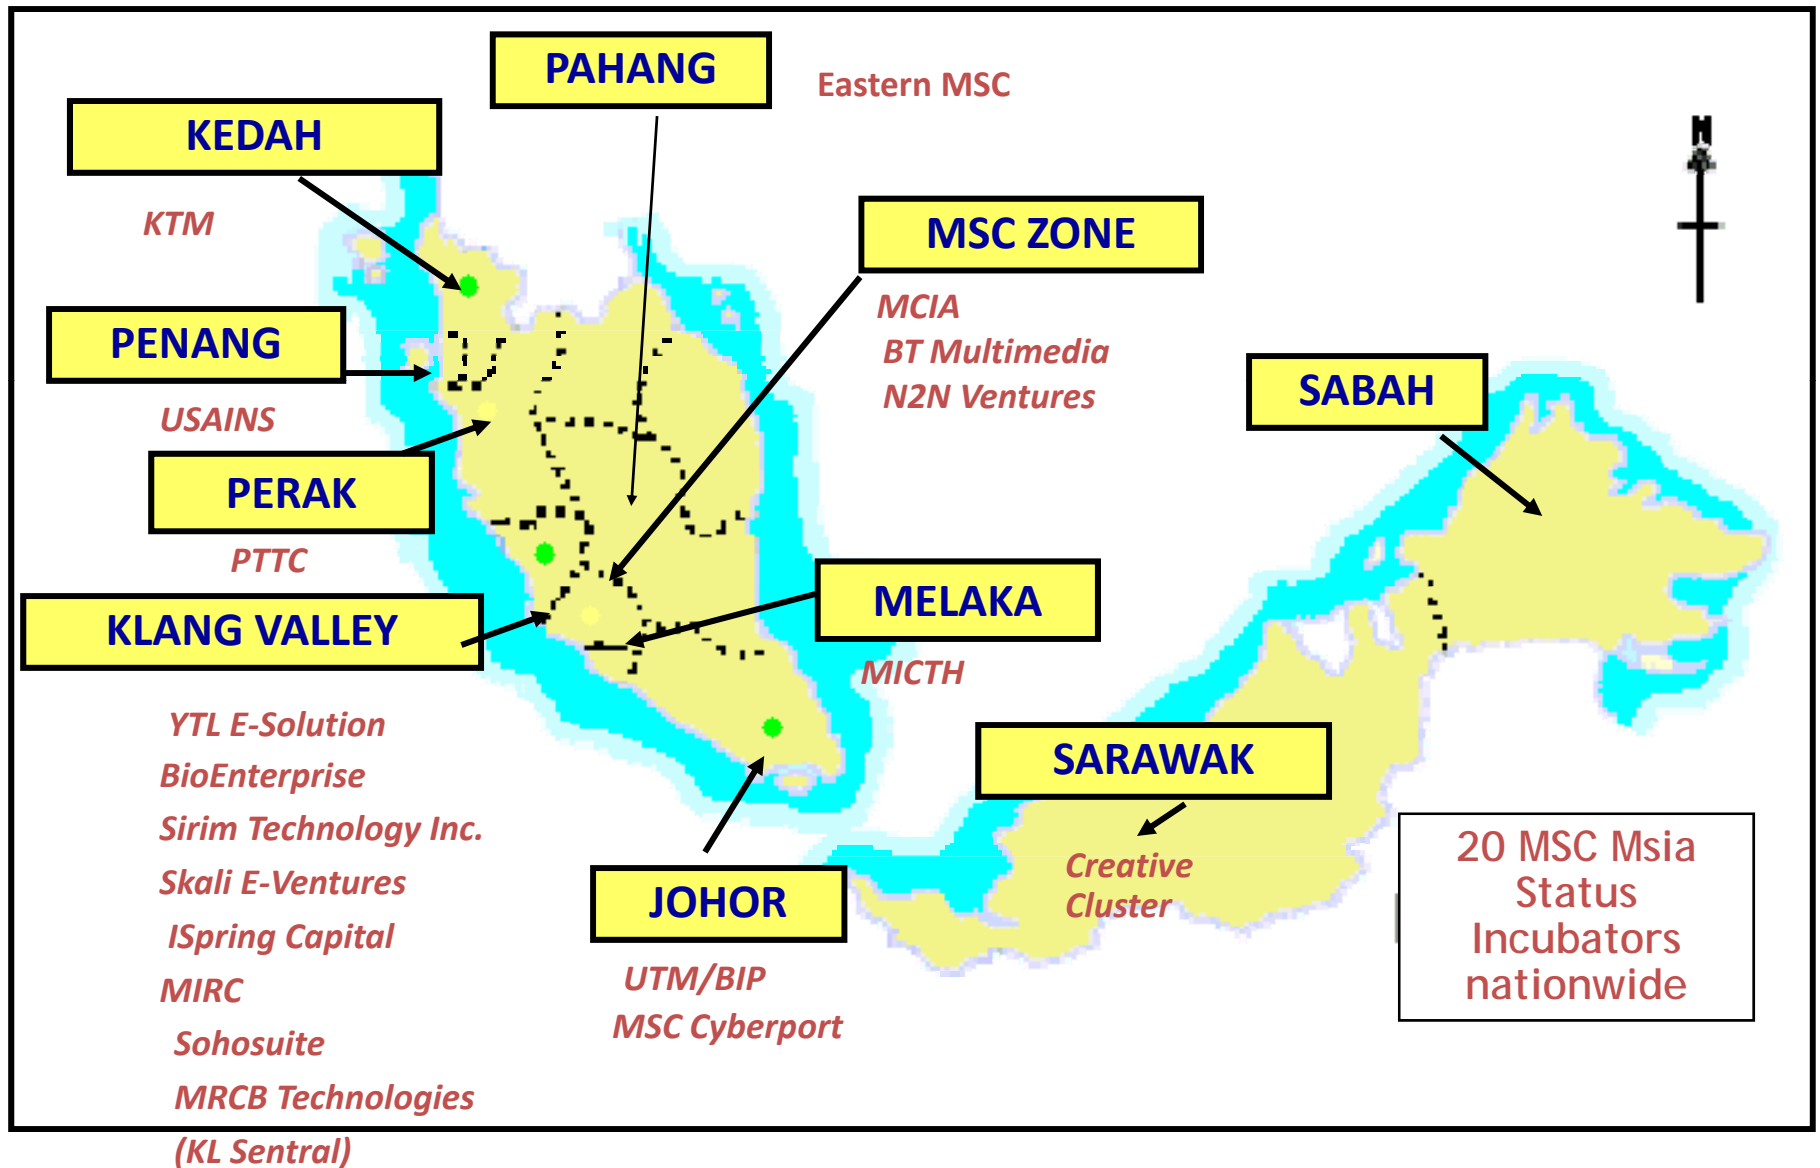 PAHANG
Eastern MSC
KEDAH
KTM
N
MSC ZONE
MCIA
BT Multimedia
N2N Ventures
PENANG
USAINS
SABAH
PERAK
PTTC
MELAKA
MICTH
KLANG VALLEY
YTL E-Solution
BioEnterprise
Sirim Technology Inc.
Skali E-Ventures
ISpring Capital
MIRC
Sohosuite
MRCB Technologies
(KL Sentral)
JOHOR
UTM/BIP
MSC Cyberport
SARAWAK
Creative
Cluster
20 MSC Msia
Status
Incubators
nationwide